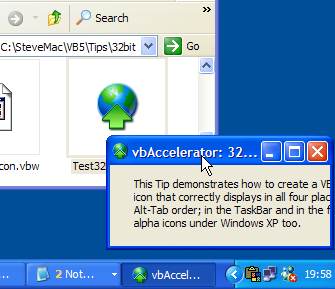 Search
C:\SteveMac\VB5\Tips\32bit
Go
con.vbw
Test32
vbAccelerator: 32...
This Tip demonstrates how to create a VB
icon that correctly displays in all four plac
Alt-Tab order; in the TaskBar and in the f
alpha icons under Windows XP too.
2 Not...
vbAccel...
19:58